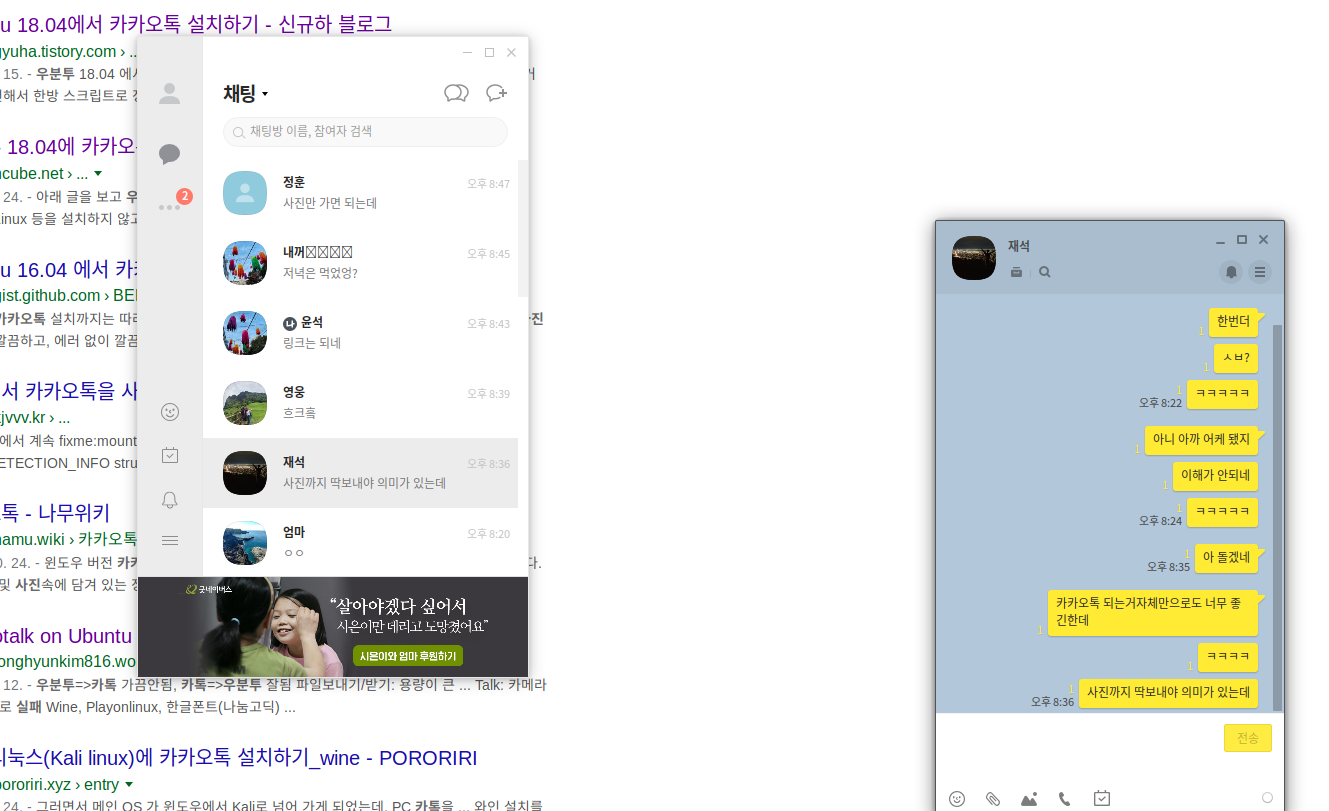 u 18.04에서 카카오톡 설치하기 - 신규하 블로그
gyuha.tistory.com › ..
15. - 우분투 18.04 에서
해서 한방 스크립트로
18.04에 카카오
ncube.net › ...
24. - 아래 글을 보고 우
inux 등을 설치하지 않고
u 16.04 에서 카
gist.github.com › BE
카카오톡 설치까지는 따라
깔끔하고, 에러 없이 깔끔
서 카카오톡을 사
kjvvv.kr › ...
에서 계속 fixme:mount
ETECTION_INFO stru
톡 - 나무위키
namu.wiki › 카카오톡
0. 24. - 윈도우 버전 카카
다.
및 사진속에 담겨 있는 정
otalk on Ubuntu
onghyunkim816.wo
12. - 우분투=>카톡 가끔안됨, 카톡=>우분투 잘됨 파일보내기/받기: 용량이 큰 ... Talk: 카메라
로 실패 Wine, Playonlinux, 한글폰트(나눔고딕) ...
리눅스(Kali linux)에 카카오톡 설치하기_wine - PORORIRI
pororiri.xyz › entry
24. - 그러면서 메인 OS 가 윈도우에서 Kali로 넘어 가게 되었는데, PC 카톡을 ... 와인 설치를
채팅
채팅방 이름, 참여자 검색
2
정훈
오후 8:47
사진만 가면 되는데
내꺼
오후 8:45
저녁은 먹었엉?
나 윤석
오후 8:43
링크는 되네
영웅
오후 8:39
흐크흨
재석
오후 8:36
사진까지 딱보내야 의미가 있는데
엄마
오후 8:20
ㅇㅇ
굿네이버스
“살아야겠다 싶어서
시온이만 데리고 도망쳤어요”
시온이와 엄마 후원하기
재석
한번더
1
ㅅㅂ?
1
ㅋㅋㅋㅋㅋ
1
오후 8:22
아니 아까 어케 됐지
1
이해가 안되네
1
ㅋㅋㅋㅋㅋ
1
오후 8:24
아 돌겠네
1
오후 8:35
카카오톡 되는거자체만으로도 너무 좋
긴한데
1
ㅋㅋㅋㅋ
1
사진까지 딱보내야 의미가 있는데
1
오후 8:36
전송